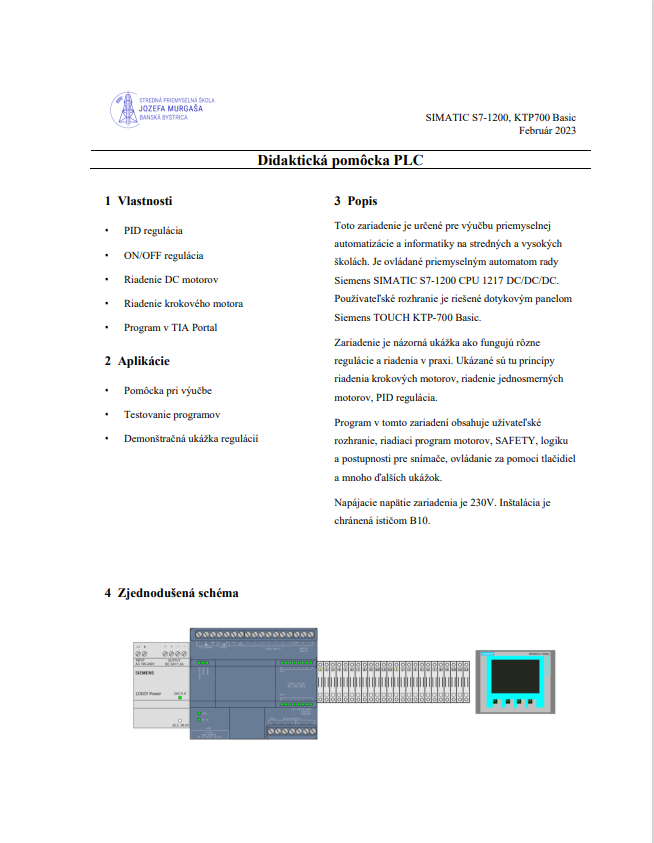 STREDNÁ PRIEMYSELNÁ ŠKOLA
JOZEFA MURGAŠA
BANSKÁ BYSTRICA
SIMATIC S7-1200, KTP700 Basic
Február 2023
Didaktická pomôcka PLC
1 Vlastnosti
• PID regulácia
• ON/OFF regulácia
• Riadenie DC motorov
• Riadenie krokového motora
• Program v TIA Portal
2 Aplikácie
• Pomôcka pri výučbe
• Testovanie programov
• Demonštračná ukážka regulácií
3 Popis
Toto zariadenie je určené pre výučbu priemyselnej
automatizácie a informatiky na stredných a vysokých
školách. Je ovládané priemyselným automatom rady
Siemens SIMATIC S7-1200 CPU 1217 DC/DC/DC.
Používateľské rozhranie je riešené dotykovým panelom
Siemens TOUCH KTP-700 Basic.
Zariadenie je názorná ukážka ako fungujú rôzne
regulácie a riadenia v praxi. Ukázané sú tu princípy
riadenia krokových motorov, riadenie jednosmerných
motorov, PID regulácia.
Program v tomto zariadení obsahuje užívateľské
rozhranie, riadiaci program motorov, SAFETY, logiku
a postupnosti pre snímače, ovládanie za pomoci tlačidiel
a mnoho ďalších ukážok.
Napájacie napätie zariadenia je 230V. Inštalácia je
chránená ističom B10.
4 Zjednodušená schéma
INPUT OUTPUT
SIEMENS
LOGO! Power